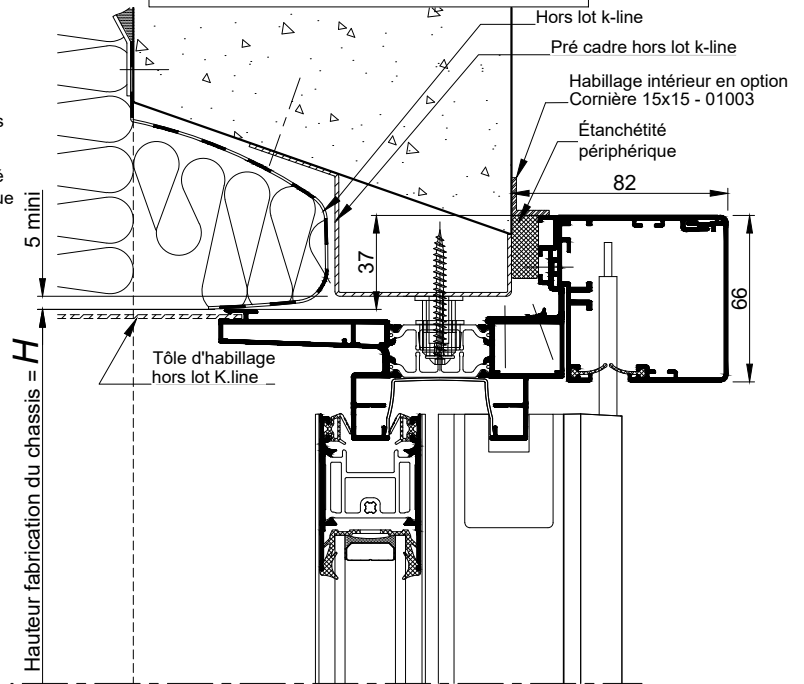 Hors lot k-line
Pré cadre hors lot k-line
Habillage intérieur en option
Cornière 15x15 - 01003
Étanchétité
périphérique
s
é
ue
82
5 mini
37
66
Tôle d'habillage
hors lot K.line
Hauteur fabrication du chassis = H